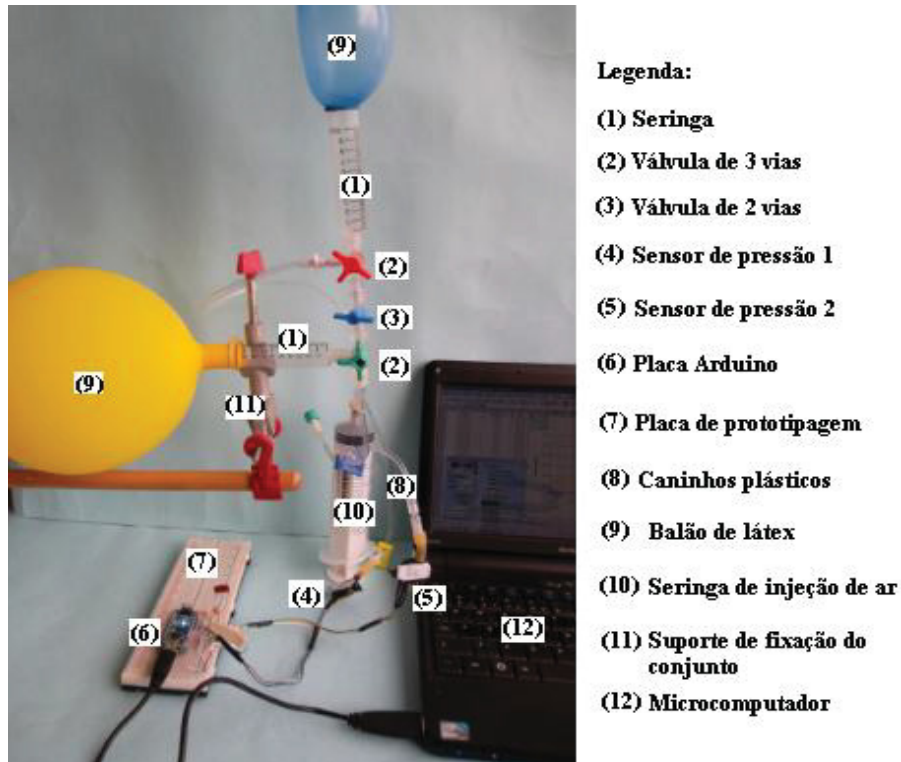 (9)
(1)
(2)
(3)
(1)
(2)
(9)
(11)
(8)
(10)
(7)
(4)
(5)
(6)
(12)
Legenda:
(1) Seringa
(2) Válvula de 3 vias
(3) Válvula de 2 vias
(4) Sensor de pressão 1
(5) Sensor de pressão 2
(6) Placa Arduino
(7) Placa de prototipagem
(8) Caninhos plásticos
(9) Balão de látex
(10) Seringa de injeção de ar
(11) Suporte de fixação do
conjunto
(12) Microcomputador